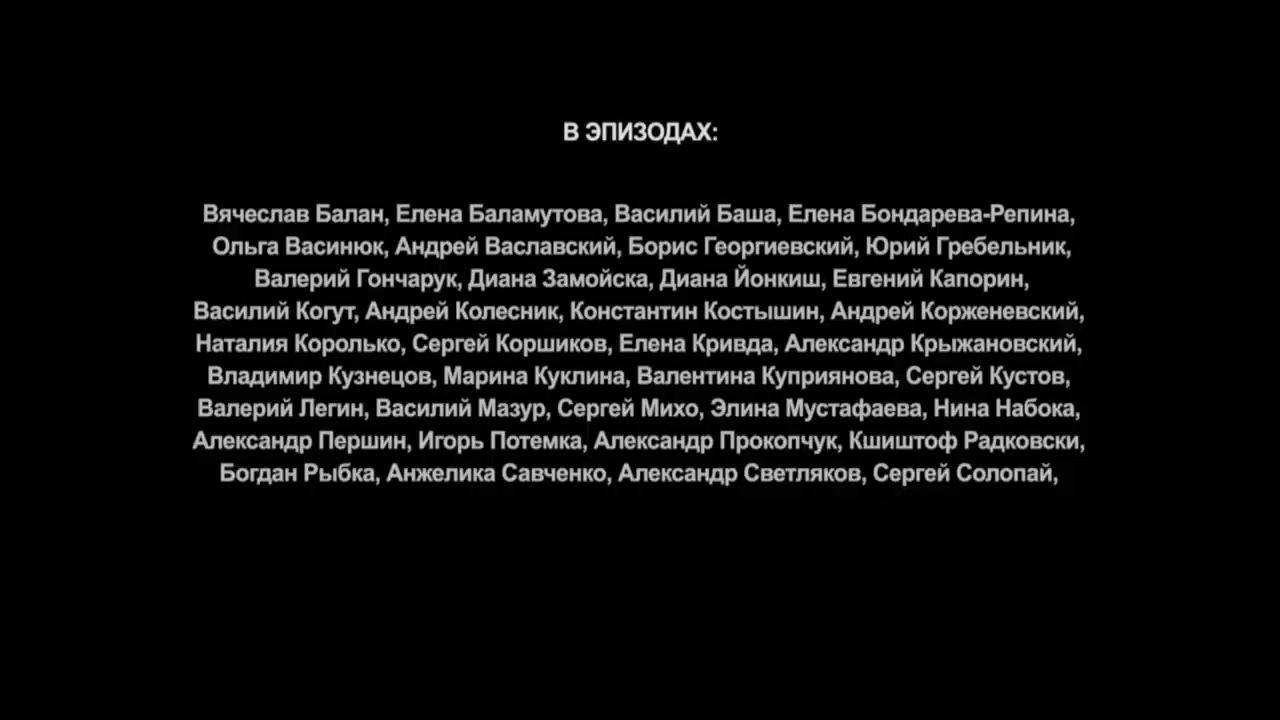 В ЭПИЗОДАХ:
Вячеслав Балан, Елена Баламутова, Василий Баша, Елена Бондарева-Репина,
Ольга Васинюк, Андрей Ваславский, Борис Георгиевский, Юрий Гребельник,
Валерий Гончарук, Диана Замойска, Диана Йонкиш, Евгений Капорин,
Василий Когут, Андрей Колесник, Константин Костышин, Андрей Корженевский,
Наталия Королько, Сергей Коршиков, Елена Кривда, Александр Крыжановский,
Владимир Кузнецов, Марина Куклина, Валентина Куприянова, Сергей Кустов,
Валерий Легин, Василий Мазур, Сергей Михо, Элина Мустафаева, Нина Набока,
Александр Першин, Игорь Потемка, Александр Прокопчук, Кшиштоф Радковски,
Богдан Рыбка, Анжелика Савченко, Александр Светляков, Сергей Солопай,